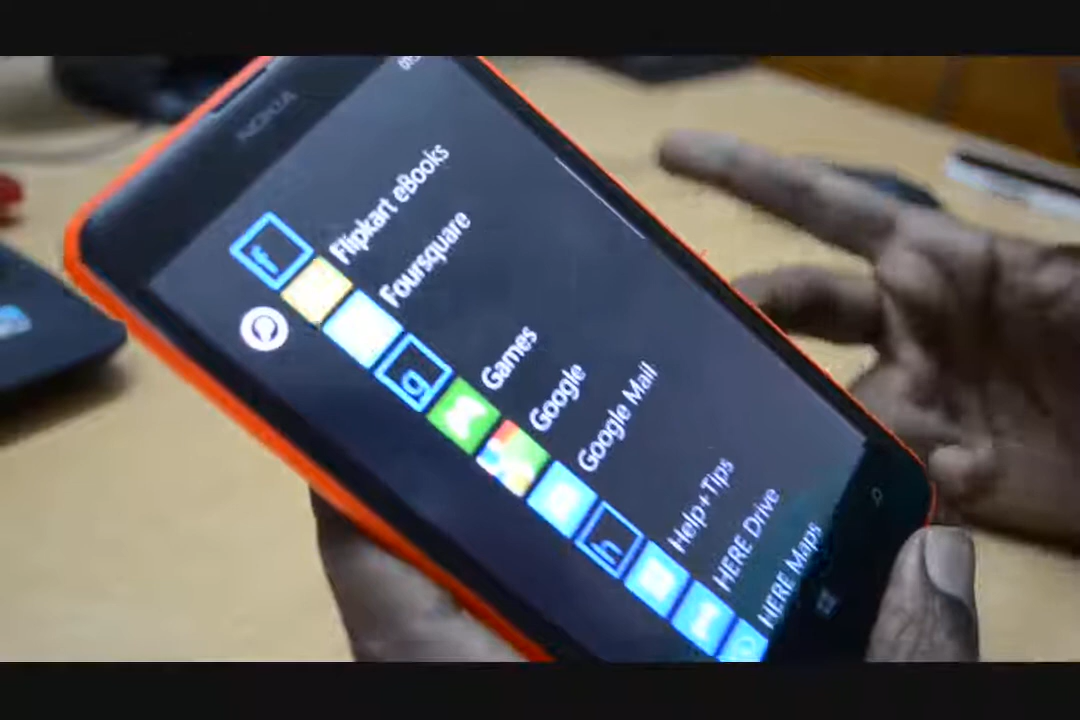 NOKIA
f
Flipkart eBooks
Foursquare
g
Games
Google
Google Mail
h
Help+Tips
HERE Drive
HERE Maps